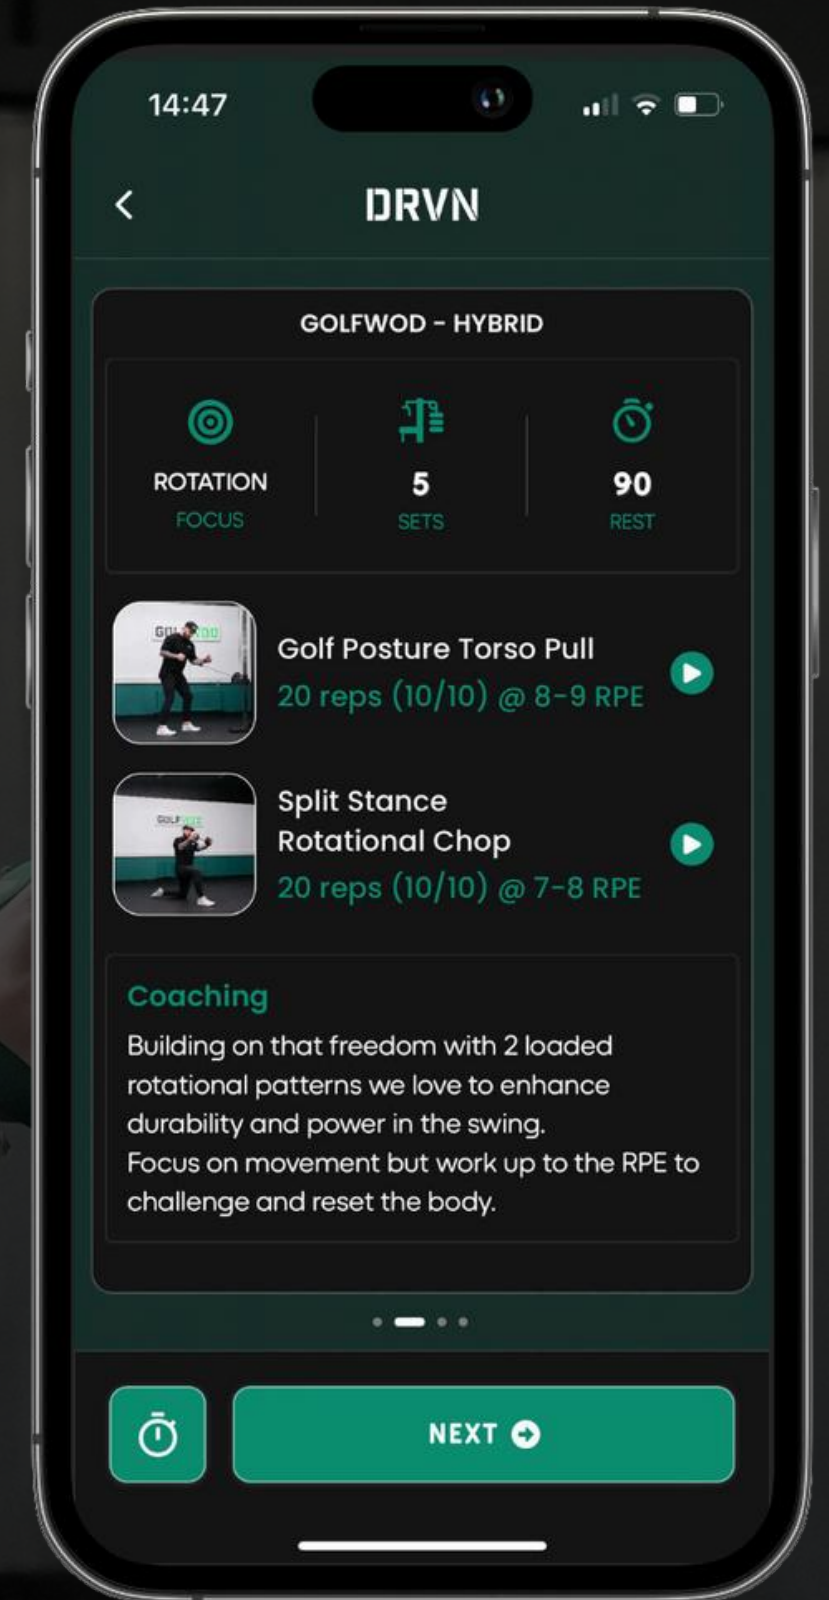 14:47
DRVN
GOLFWOD - HYBRID
ROTATION
FOCUS
5
SETS
90
REST
GOLFWOD
Golf Posture Torso Pull
20 reps (10/10) @ 8-9 RPE
GOLFWOD
Split Stance
Rotational Chop
20 reps (10/10) @ 7-8 RPE
Coaching
Building on that freedom with 2 loaded
rotational patterns we love to enhance
durability and power in the swing.
Focus on movement but work up to the RPE to
challenge and reset the body.
NEXT